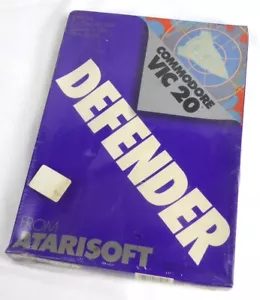 COMMODORE
VIC 20
DEFENDER
FROM
ATARISOFT